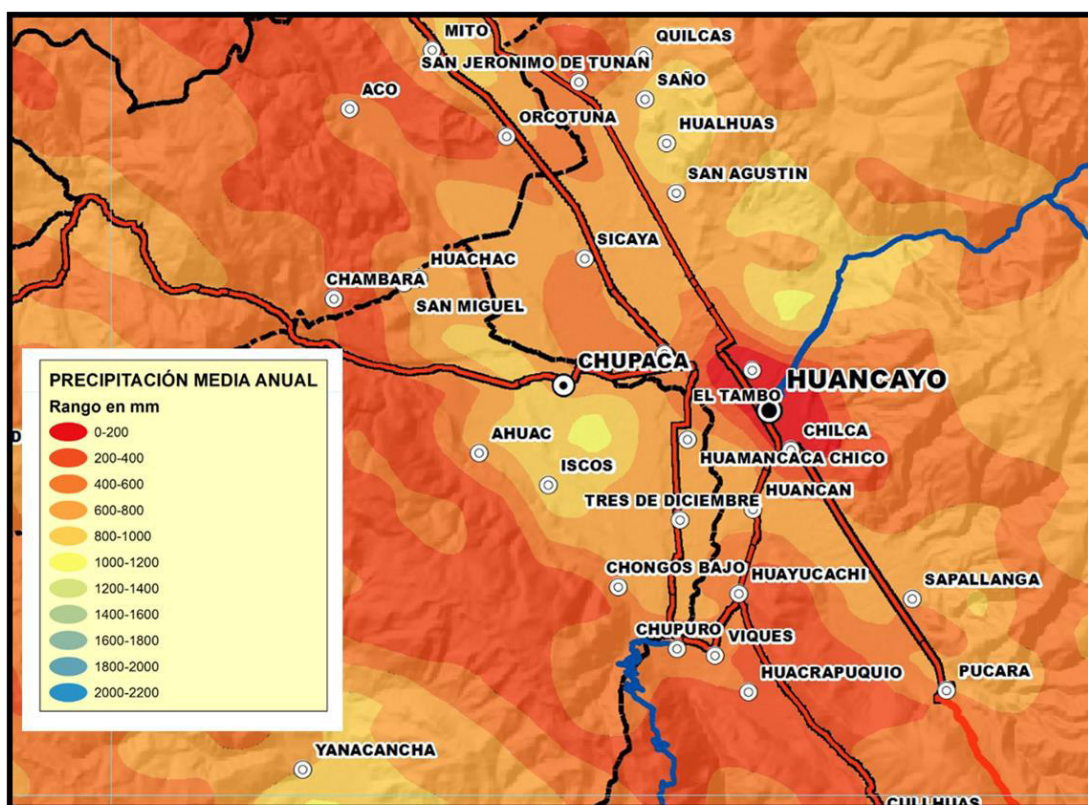 MITO
QUILCAS
SAN JERONIMO DE TUNAN
ACO
SAÑO
ORCOTUNA
HUALHUAS
SAN AGUSTIN
SICAYA
HUACHAC
CHAMBARÁ
SAN MIGUEL
CHUPACA
HUANCAYO
EL TAMBO
CHILCA
AHUAC
HUAMANCACA CHICO
ISCOS
HUANCAN
TRES DE DICIEMBRE
CHONGOS BAJO
HUAYUCACHI
SAPALLANGA
CHUPURO
VIQUES
HUACRAPUQUIO
PUCARA
YANACANCHA
CULLHUAS
PRECIPITACIÓN MEDIA ANUAL
Rango en mm
0-200
200-400
400-600
600-800
800-1000
1000-1200
1200-1400
1400-1600
1600-1800
1800-2000
2000-2200